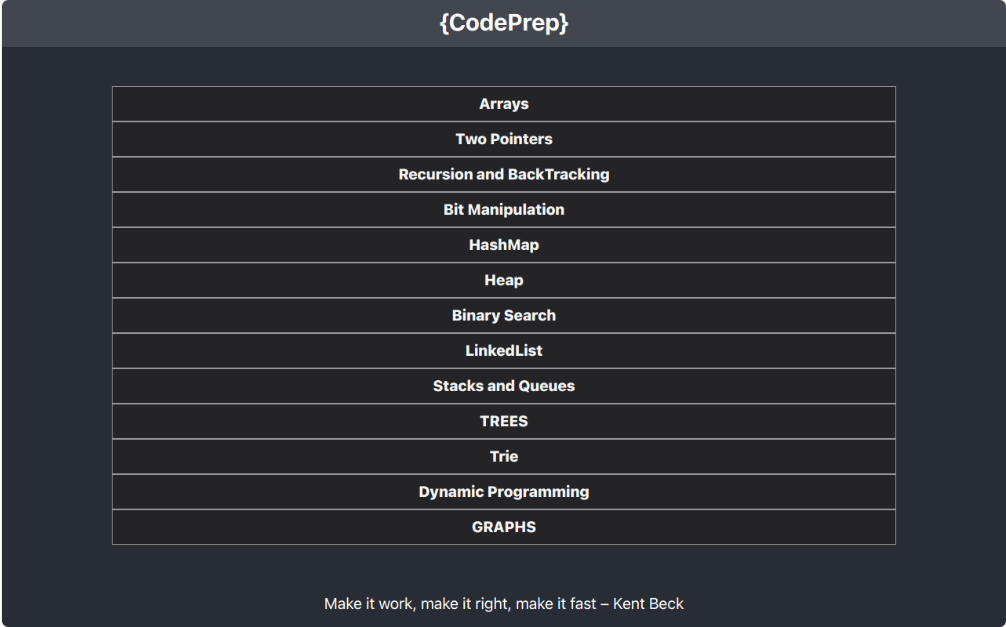 {CodePrep}
Arrays
Two Pointers
Recursion and BackTracking
Bit Manipulation
HashMap
Heap
Binary Search
LinkedList
Stacks and Queues
TREES
Trie
Dynamic Programming
GRAPHS
Make it work, make it right, make it fast – Kent Beck